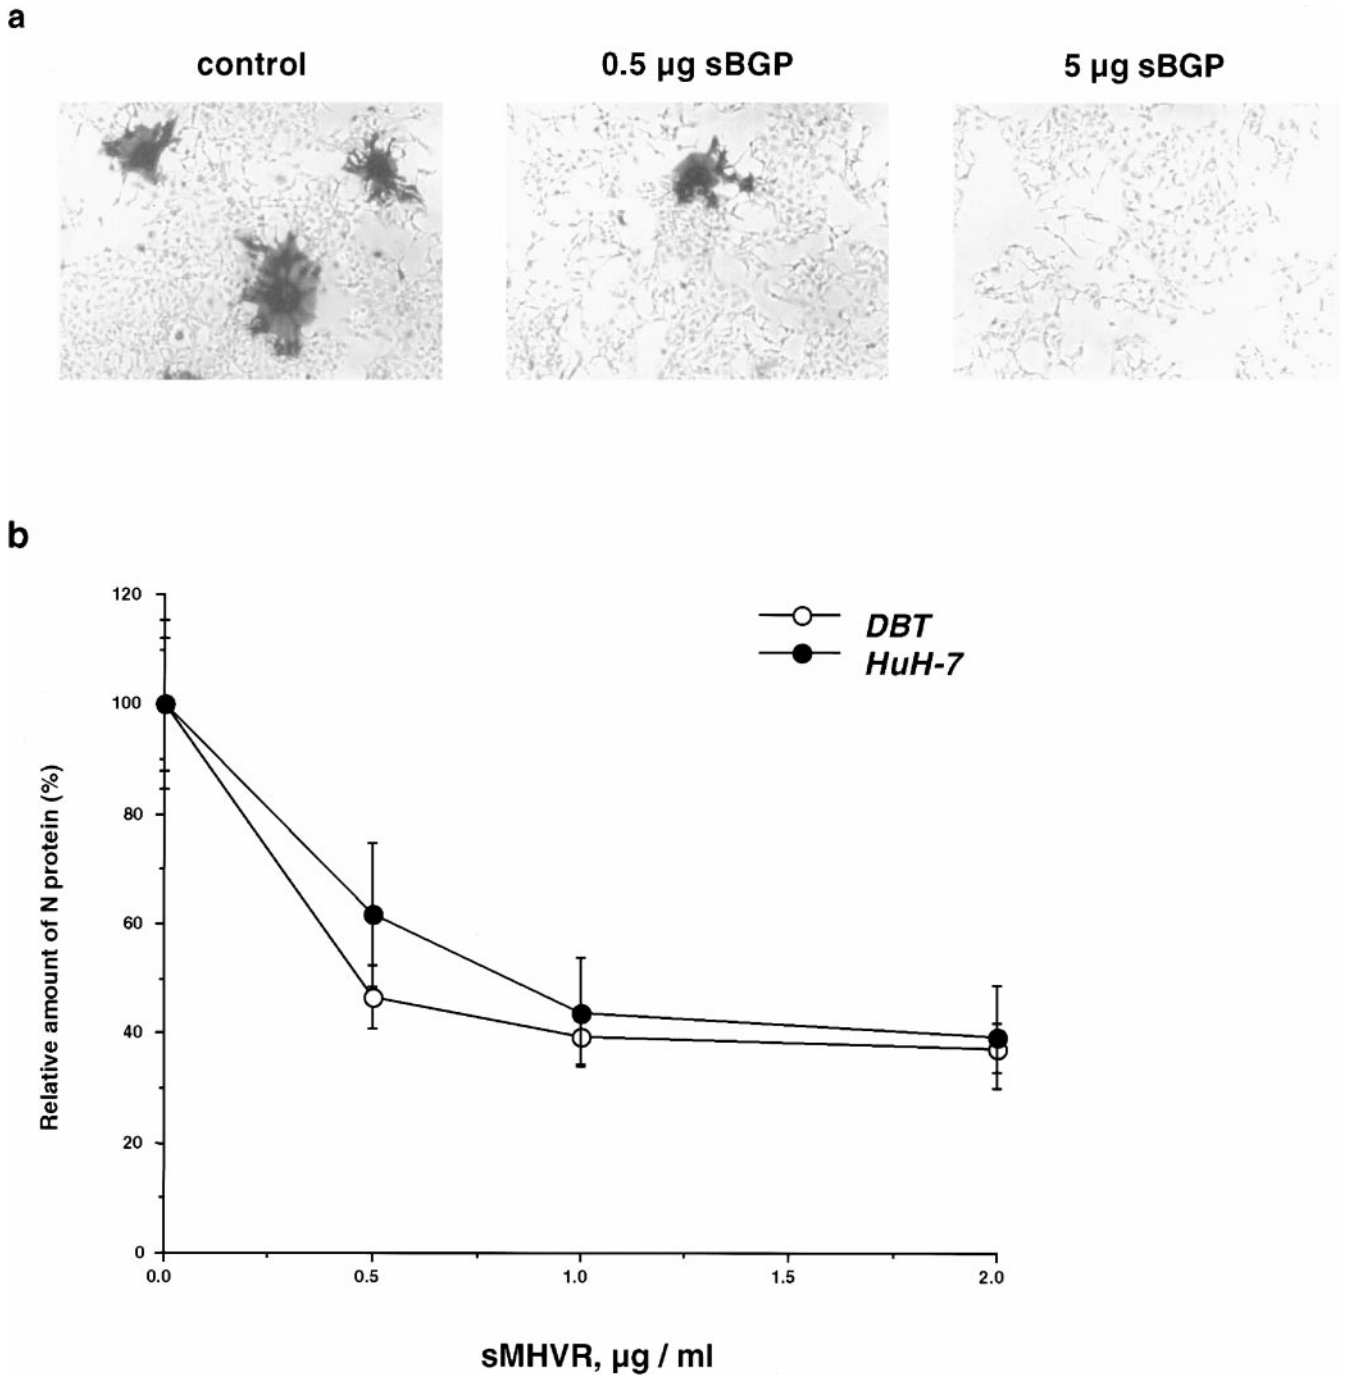 a
control
0.5 µg sBGP
5 µg sBGP
b
120
100
80
60
40
20
0
Relative amount of N protein (%)
DBT
HuH-7
0.0
0.5
1.0
1.5
2.0
sMHVR, µg / ml